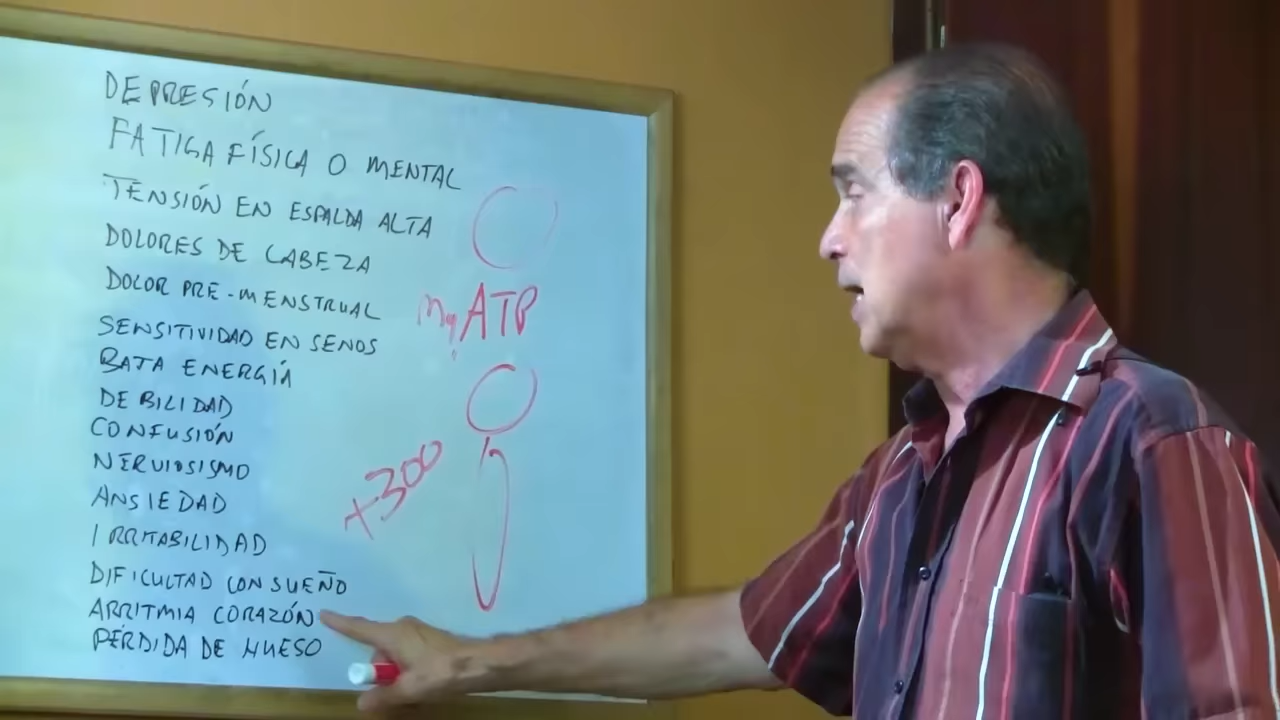 DEPRESIÓN
FATIGA FÍSICA O MENTAL
TENSIÓN EN ESPALDA ALTA
DOLORES DE CABEZA
DOLOR PRE-MENSTRUAL
SENSITIVIDAD EN SENOS
BAJA ENERGÍA
DEBILIDAD
CONFUSIÓN
NERVIOSISMO
ANSIEDAD
IRRITABILIDAD
DIFICULTAD CON SUEÑO
ARRITMIA CORAZÓN
PERDIDA DE HUESO
Mg ATP
+300